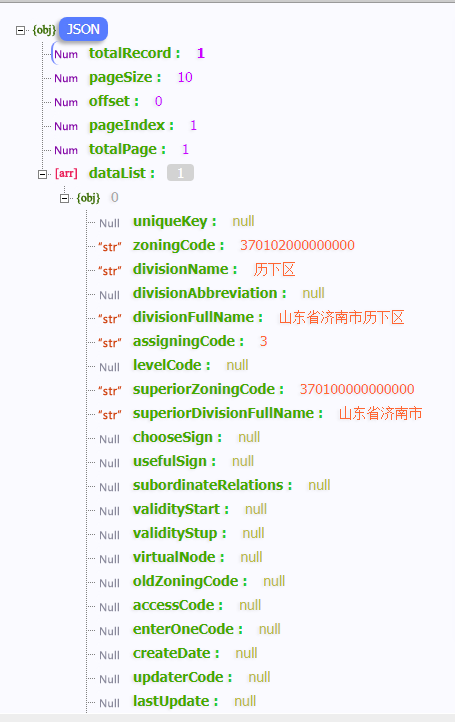 {obj} JSON
Num totalRecord : 1
Num pageSize : 10
Num offset : 0
Num pageIndex : 1
Num totalPage : 1
[arr] dataList : 1
{obj} 0
Null uniqueKey : null
"str" zoningCode : 370102000000000
"str" divisionName : 历下区
Null divisionAbbreviation : null
"str" divisionFullName : 山东省济南市历下区
"str" assigningCode : 3
Null levelCode : null
"str" superiorZoningCode : 370100000000000
"str" superiorDivisionFullName : 山东省济南市
Null chooseSign : null
Null usefulSign : null
Null subordinateRelations : null
Null validityStart : null
Null validityStup : null
Null virtualNode : null
Null oldZoningCode : null
Null accessCode : null
Null enterOneCode : null
Null createDate : null
Null updaterCode : null
Null lastUpdate : null